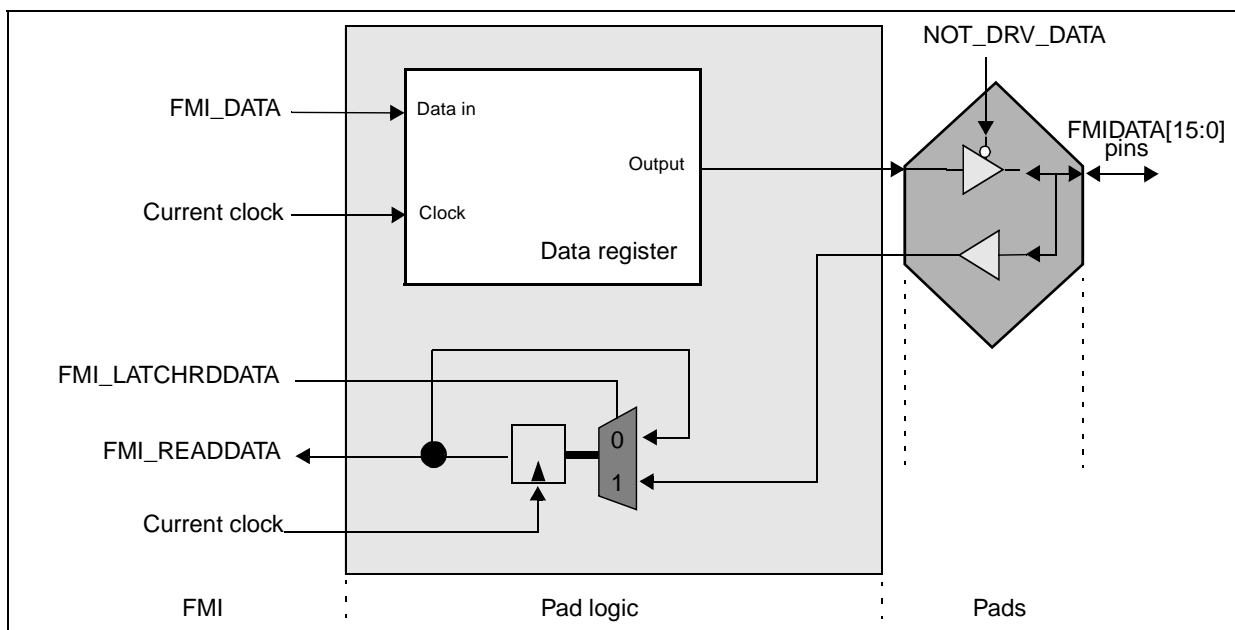 NOT_DRV_DATA
FMI_DATA
Data in
FMIDATA[15:0]
pins
Output
Current clock
Clock
Data register
FMI_LATCHRDDATA
0
FMI_READDATA
1
Current clock
FMI
Pad logic
Pads